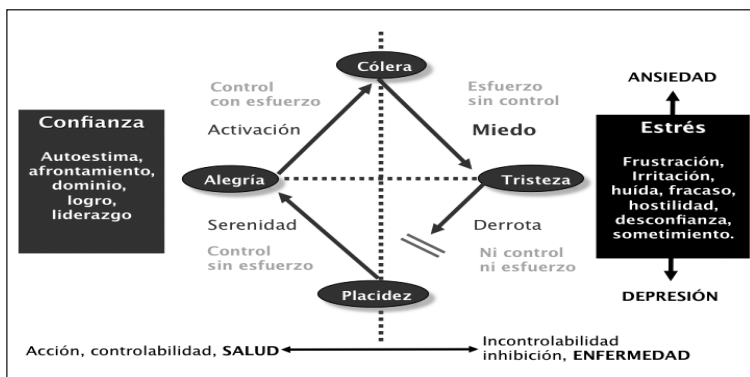 Cólera
Control
con esfuerzo
Activación
Esfuerzo
sin control
Miedo
ANSIEDAD
Confianza
Autoestima,
afrontamiento,
dominio,
logro,
liderazgo
Alegría
Tristeza
Estrés
Frustración,
Irritación,
huída, fracaso,
hostilidad,
desconfianza,
sometimiento.
Serenidad
Control
sin esfuerzo
Derrota
Ni control
ni esfuerzo
Placidez
DEPRESIÓN
Acción, controlabilidad, SALUD
Incontrolabilidad
inhibición, ENFERMEDAD